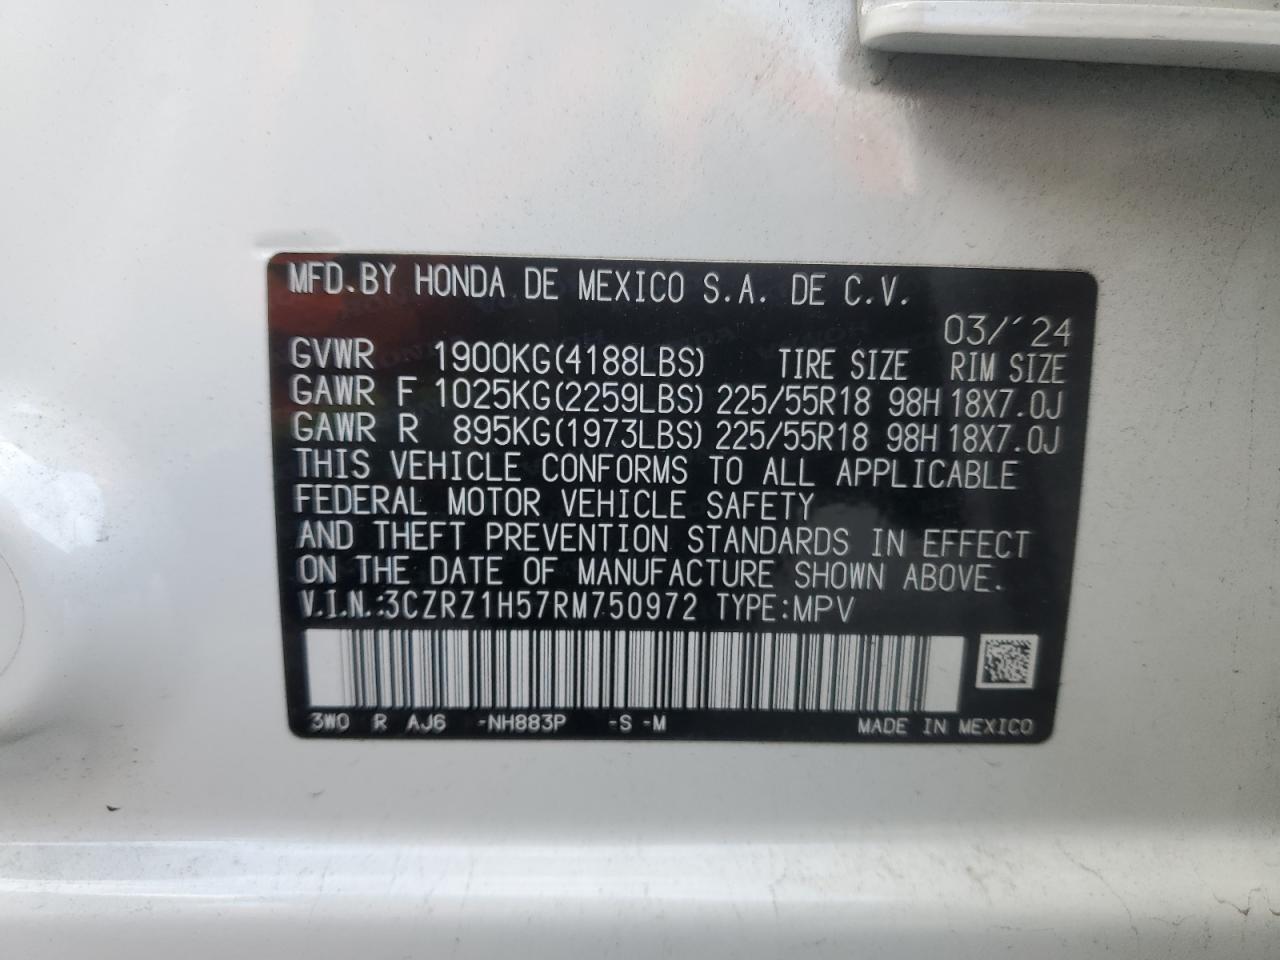 MFD.BY HONDA DE MEXICO S.A. DE C.V.
03/´24
GVWR 1900KG(4188LBS) TIRE SIZE RIM SIZE
GAWR F 1025KG(2259LBS) 225/55R18 98H 18X7.0J
GAWR R 895KG(1973LBS) 225/55R18 98H 18X7.0J
THIS VEHICLE CONFORMS TO ALL APPLICABLE
FEDERAL MOTOR VEHICLE SAFETY
AND THEFT PREVENTION STANDARDS IN EFFECT
ON THE DATE OF MANUFACTURE SHOWN ABOVE.
V.I.N.:3CZRZ1H57RM750972 TYPE:MPV
3W0 R AJ6 -NH883P -S -M MADE IN MEXICO